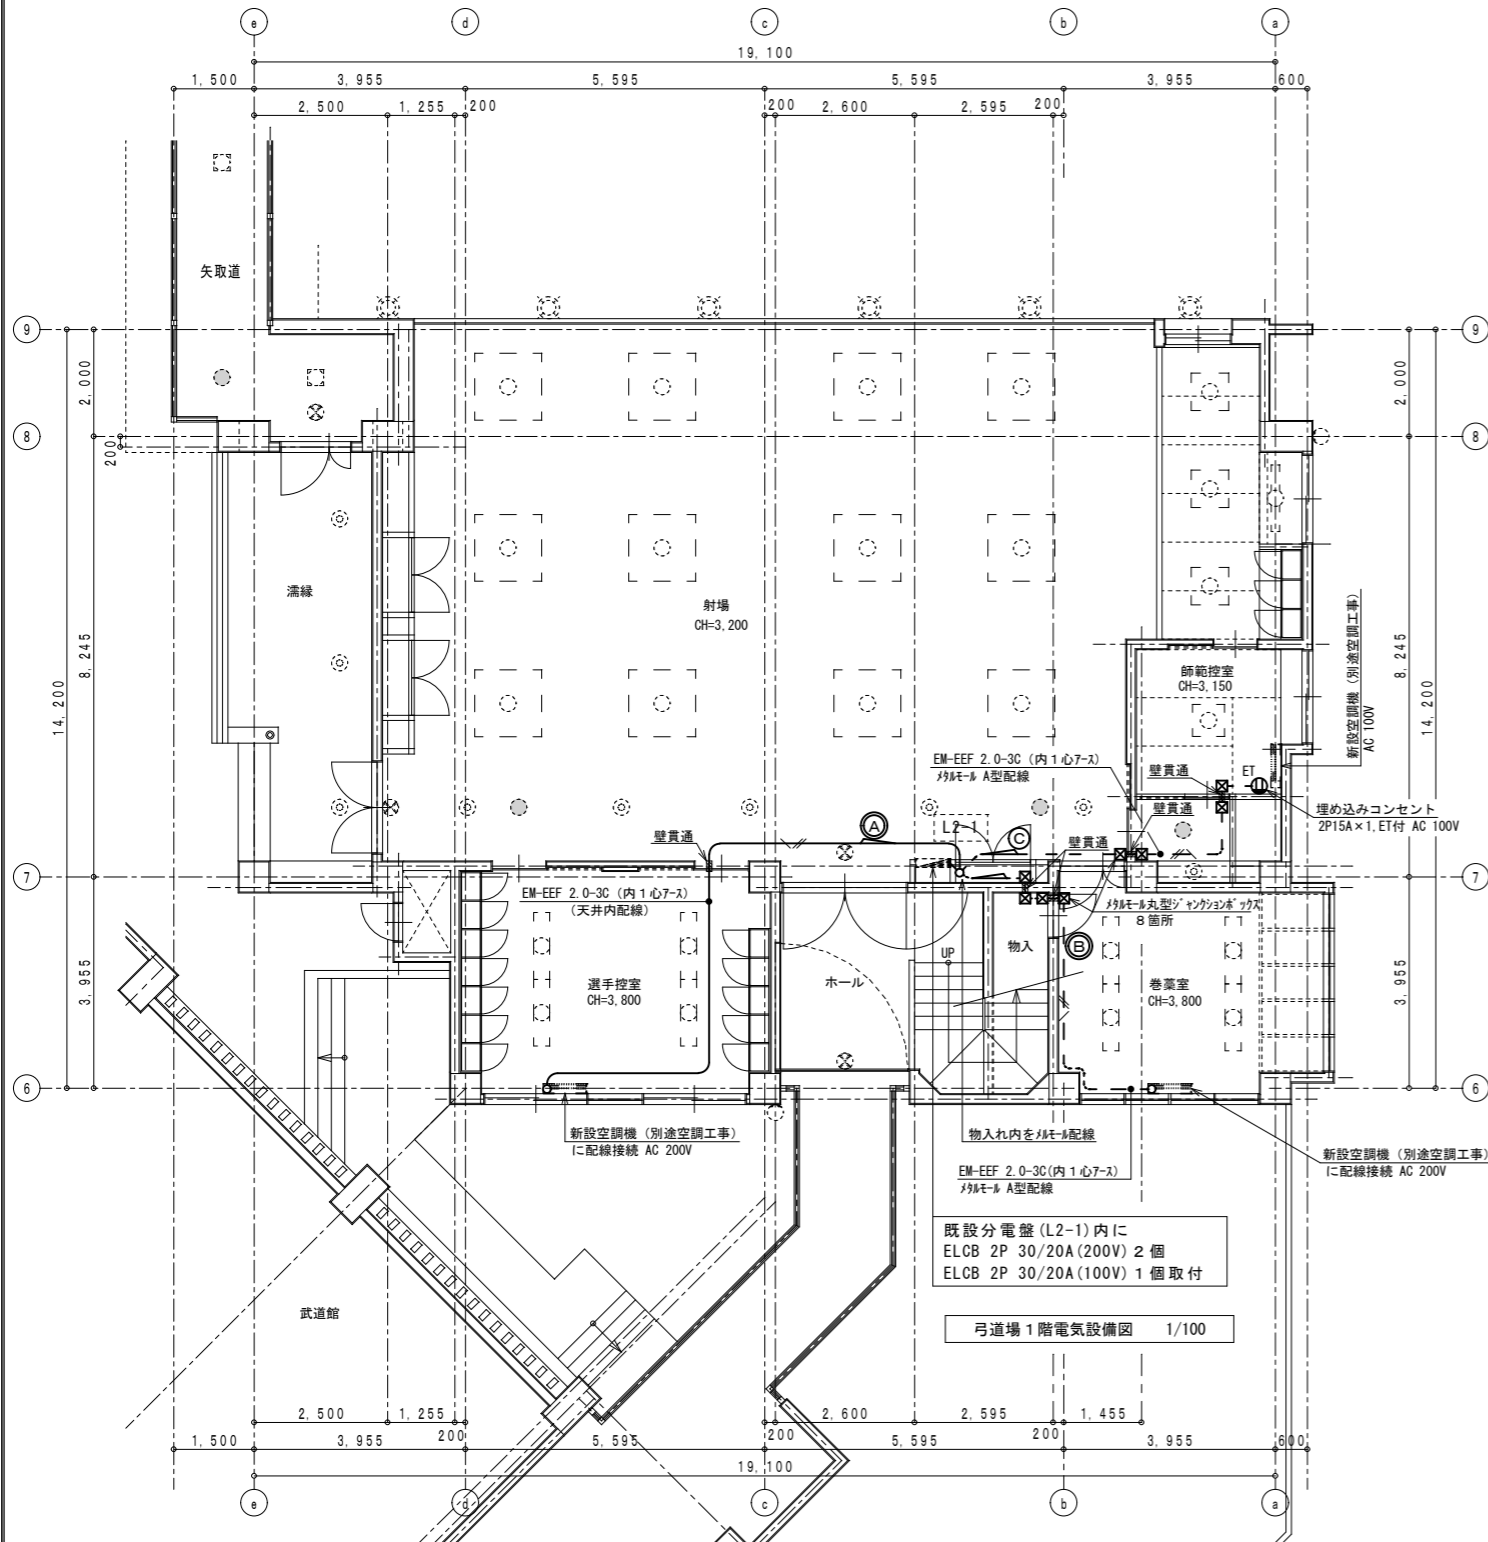 e
d
c
b
a
19,100
1,500
3,955
5,595
5,595
3,955
600
2,500
1,255
200
200
2,600
2,595
200
矢取道
9
9
2,000
2,000
8
8
200
濡縁
射場
CH=3,200
8,245
8,245
14,200
14,200
師範控室
CH=3,150
新設空調機(別途空調工事)
AC 100V
EM-EEF 2.0-3C(内1心アース)
メタルモール A型配線
壁貫通
ET
埋め込みコンセント
2P15A×1,ET付 AC 100V
壁貫通
壁貫通
A
L2-1
C
壁貫通
7
7
EM-EEF 2.0-3C(内1心アース)
(天井内配線)
メタルモール丸型ジャンクションボックス
8箇所
B
UP
物入
ホール
選手控室
CH=3,800
巻藁室
CH=3,800
3,955
3,955
6
6
新設空調機(別途空調工事)
に配線接続 AC 200V
物入れ内をメルモール配線
EM-EEF 2.0-3C(内1心アース)
メタルモール A型配線
新設空調機(別途空調工事)
に配線接続 AC 200V
既設分電盤(L2-1)内に
ELCB 2P 30/20A(200V) 2個
ELCB 2P 30/20A(100V) 1個取付
武道館
弓道場1階電気設備図 1/100
2,500
1,255
200
2,600
2,595
200
1,455
1,500
3,955
5,595
200
5,595
3,955
600
19,100
e
d
c
b
a